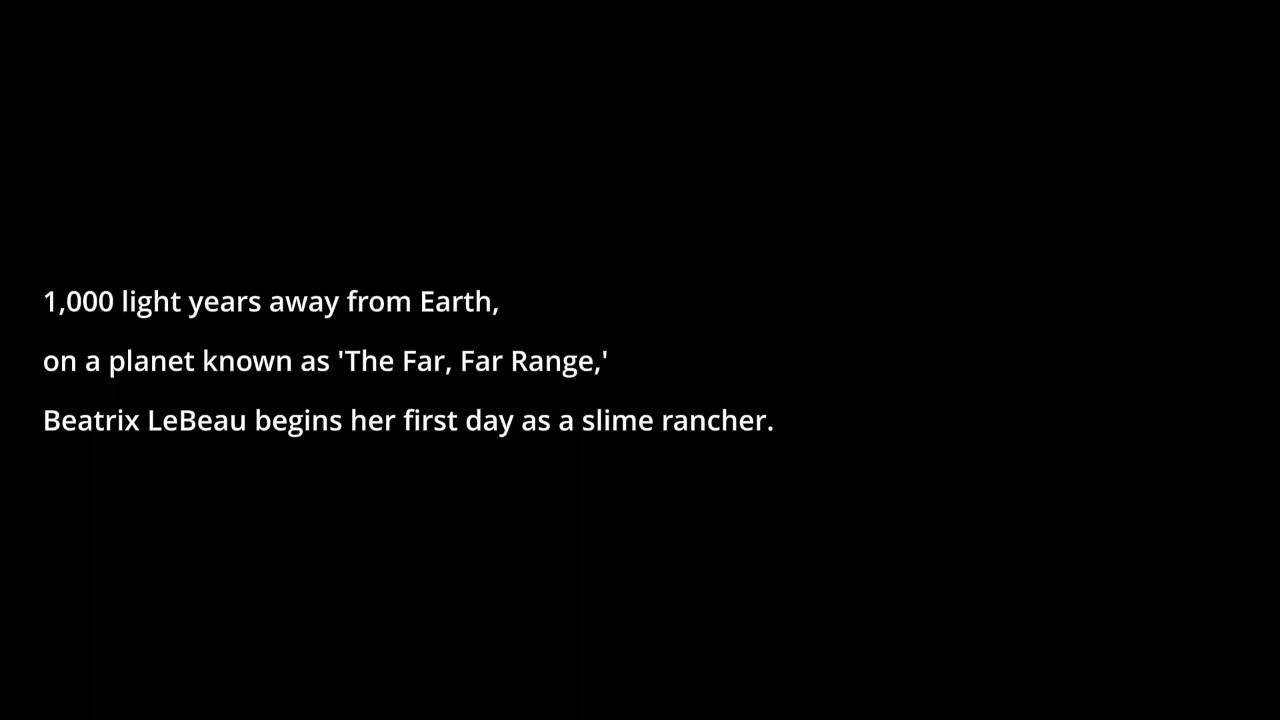 1,000 light years away from Earth,
on a planet known as 'The Far, Far Range,'
Beatrix LeBeau begins her first day as a slime rancher.